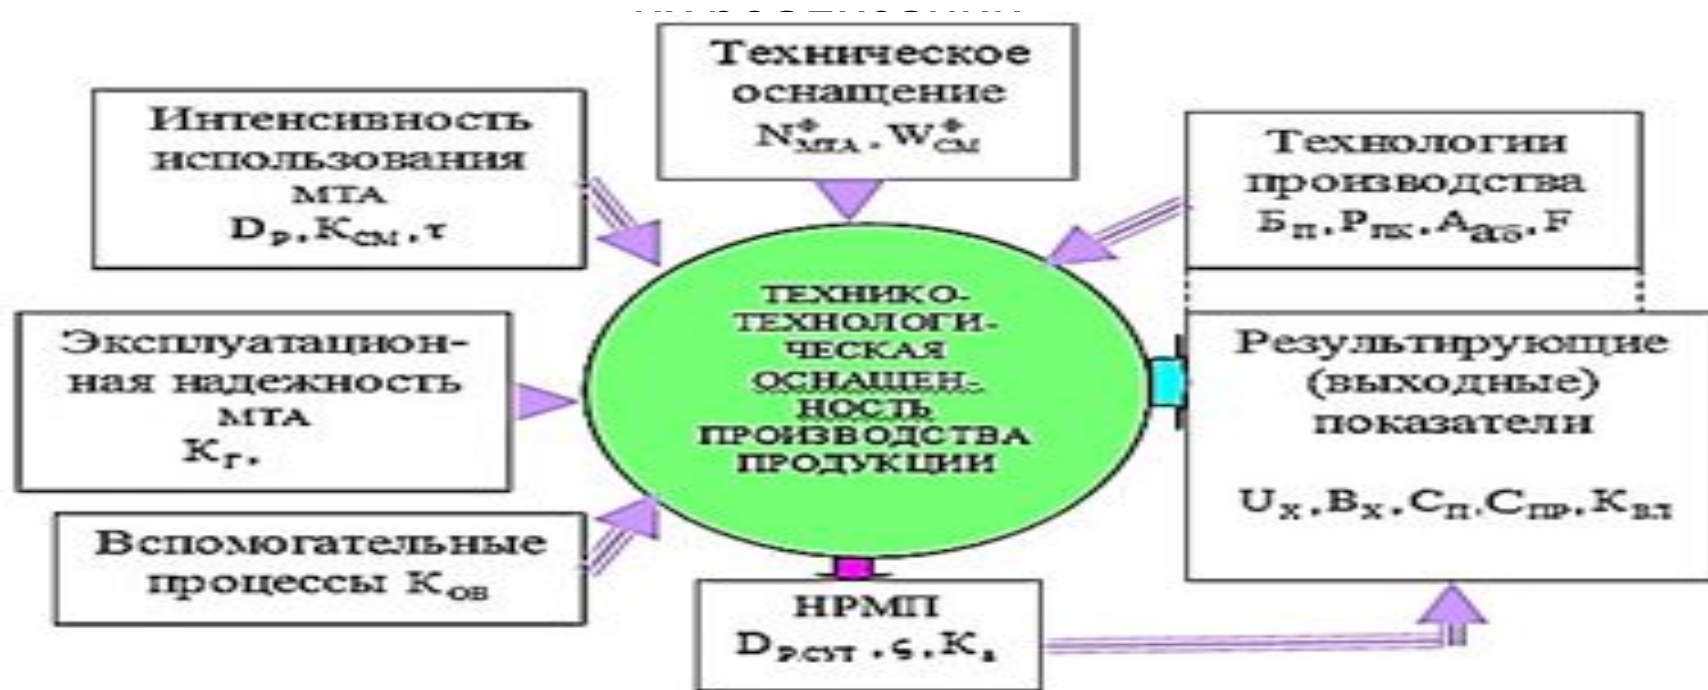 Техническое
оснащение
N^Ф_МТА, W^Ф_СМ
Интенсивность
использования
МТА
D_Р, К_СМ, τ
Технологии
производства
Б_п, Р_пк, А_аб, F
Эксплуатацион-
ная надежность
МТА
К_г.
ТЕХНИКО-
ТЕХНОЛОГИ-
ЧЕСКАЯ
ОСНАЩЕН-
НОСТЬ
ПРОИЗВОДСТВА
ПРОДУКЦИИ
Результирующие
(выходные)
показатели
U_Х, В_Х, С_П, С_ПР, К_ВЛ
Вспомогательные
процессы К_ОВ
НРМП
D_Р.СУТ, ς, К_а